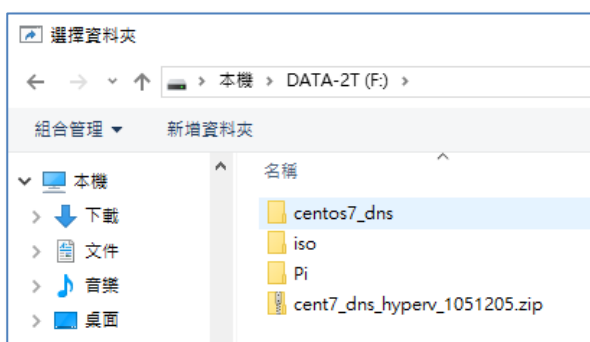 選擇資料夾
本機 › DATA-2T (F:) ›
組合管理 新增資料夾
本機
下載
文件
音樂
桌面
名稱
centos7_dns
iso
Pi
cent7_dns_hyperv_1051205.zip